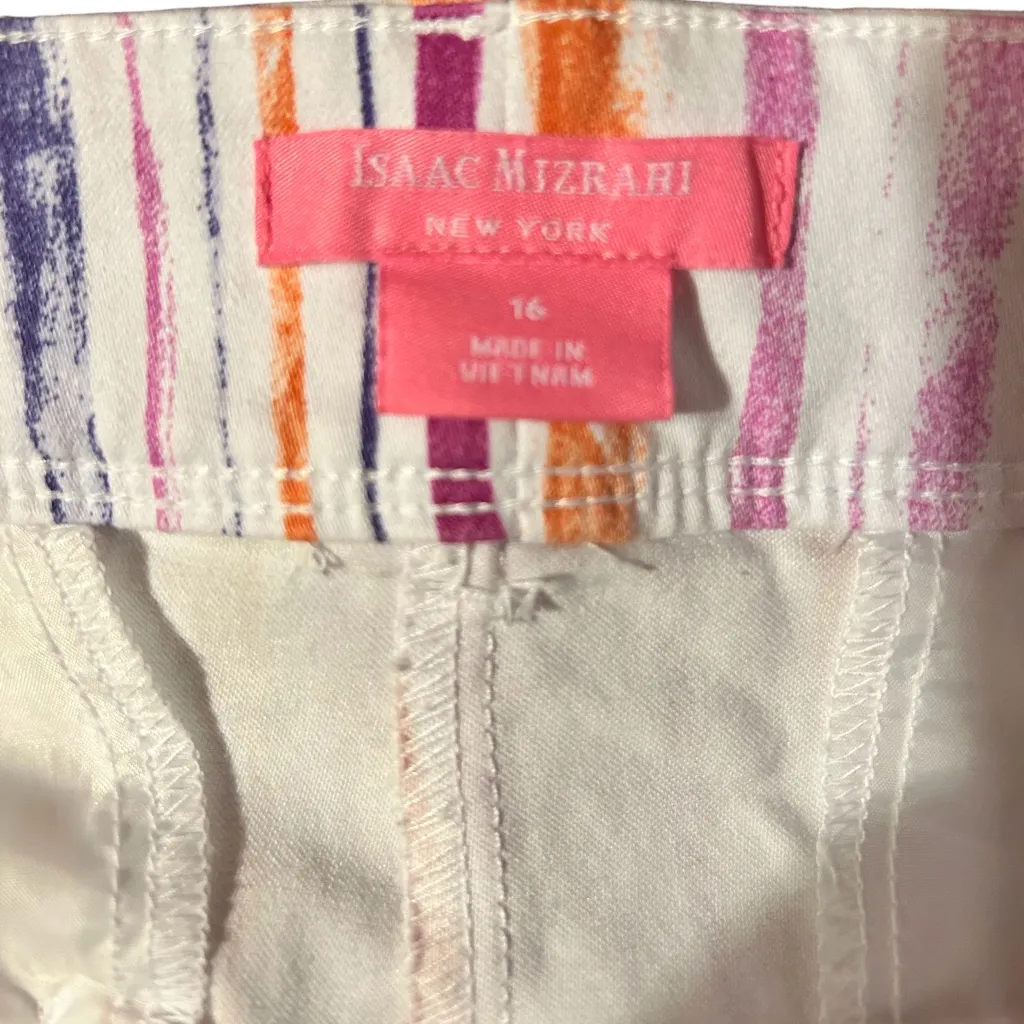 ISAAC MIZRAHI
NEW YORK
16
MADE IN
VIETNAM